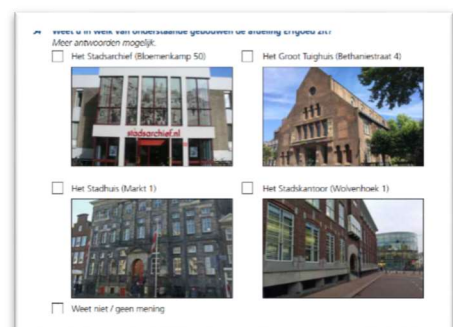 Weet u in welk van onderstaande gebouwen de afdeling Erfgoed zit?
Meer antwoorden mogelijk.
Het Stadsarchief (Bloemenkamp 50)
Het Groot Tuighuis (Bethaniestraat 4)
stadsarchief.nl
Het Stadhuis (Markt 1)
Het Stadskantoor (Wolvenhoek 1)
Weet niet / geen mening